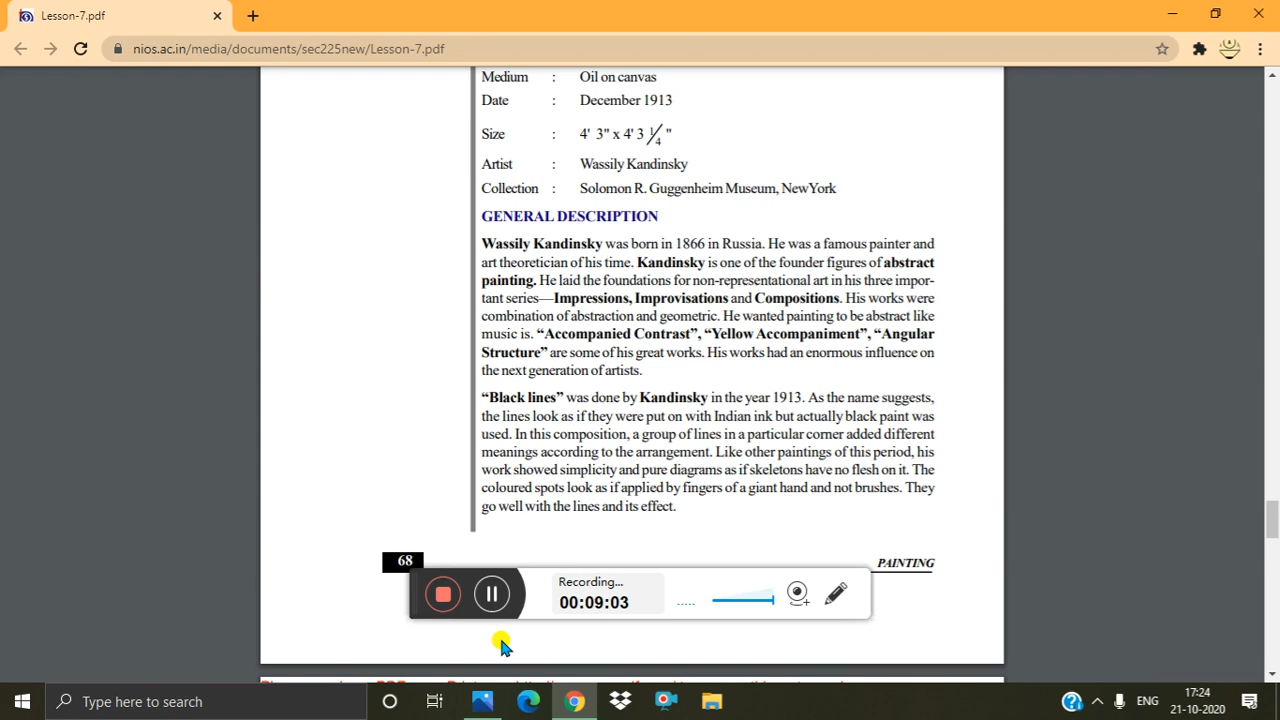 Lesson-7.pdf
nios.ac.in/media/documents/sec225new/Lesson-7.pdf
Medium : Oil on canvas
Date : December 1913
Size : 4' 3" x 4' 3 1/4 "
Artist : Wassily Kandinsky
Collection : Solomon R. Guggenheim Museum, NewYork
GENERAL DESCRIPTION
Wassily Kandinsky was born in 1866 in Russia. He was a famous painter and
art theoretician of his time. Kandinsky is one of the founder figures of abstract
painting. He laid the foundations for non-representational art in his three impor-
tant series—Impressions, Improvisations and Compositions. His works were
combination of abstraction and geometric. He wanted painting to be abstract like
music is. “Accompanied Contrast”, “Yellow Accompaniment”, “Angular
Structure” are some of his great works. His works had an enormous influence on
the next generation of artists.
“Black lines” was done by Kandinsky in the year 1913. As the name suggests,
the lines look as if they were put on with Indian ink but actually black paint was
used. In this composition, a group of lines in a particular corner added different
meanings according to the arrangement. Like other paintings of this period, his
work showed simplicity and pure diagrams as if skeletons have no flesh on it. The
coloured spots look as if applied by fingers of a giant hand and not brushes. They
go well with the lines and its effect.
68
PAINTING
Recording...
00:09:03
Type here to search
ENG
17:24
21-10-2020